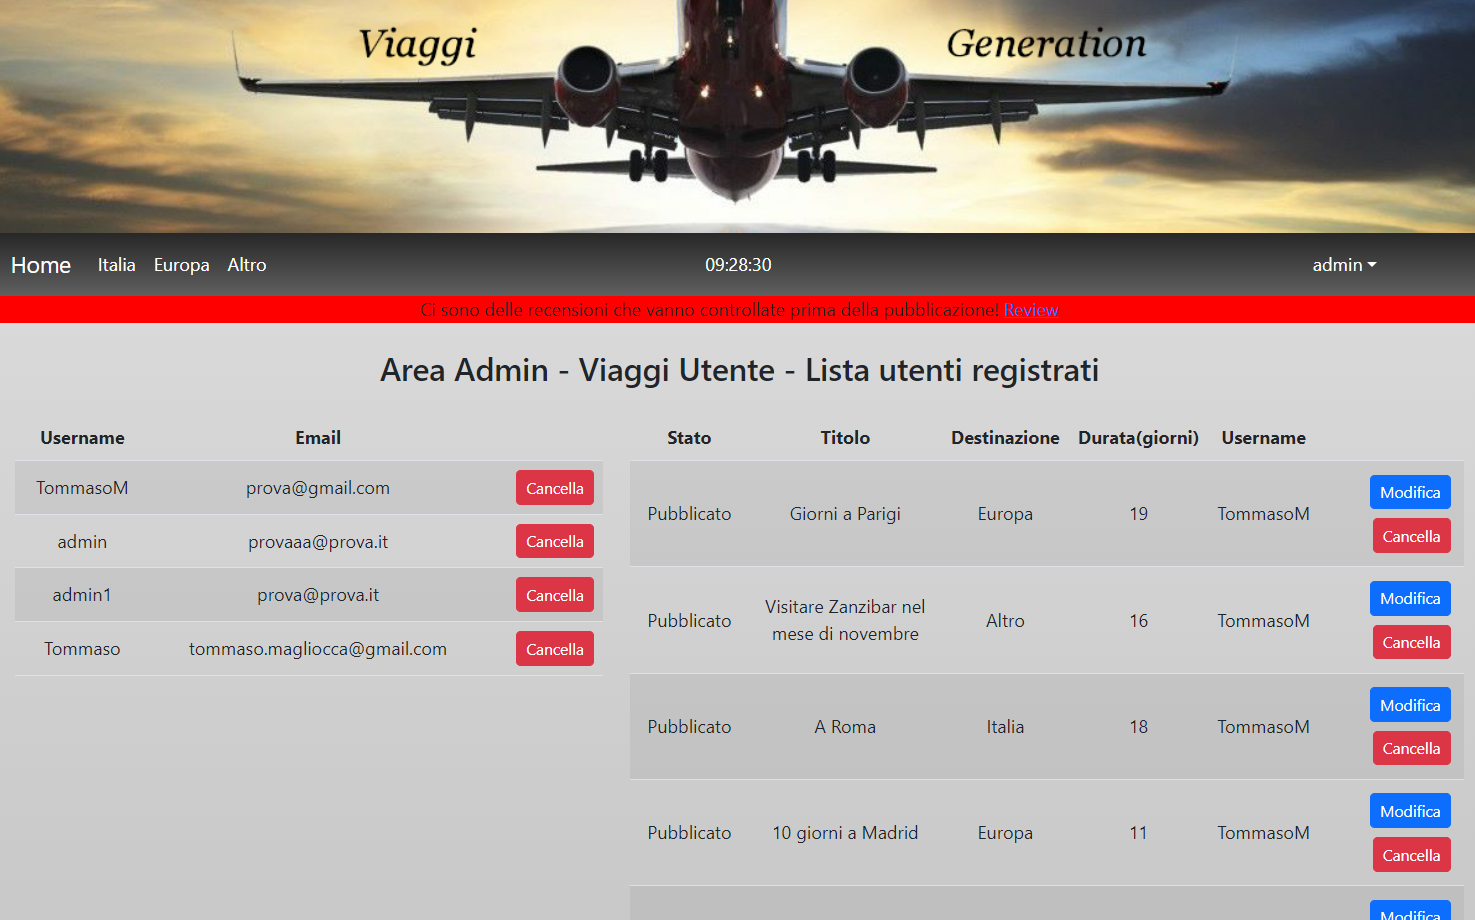 Viaggi Generation
Home Italia Europa Altro 09:28:30 admin
Ci sono delle recensioni che vanno controllate prima della pubblicazione! Review
Area Admin - Viaggi Utente - Lista utenti registrati
Username Email
TommasoM prova@gmail.com Cancella
admin provaaa@prova.it Cancella
admin1 prova@prova.it Cancella
Tommaso tommaso.magliocca@gmail.com Cancella
Stato Titolo Destinazione Durata(giorni) Username
Pubblicato Giorni a Parigi Europa 19 TommasoM Modifica
Cancella
Pubblicato Visitare Zanzibar nel Altro 16 TommasoM Modifica
mese di novembre Cancella
Pubblicato A Roma Italia 18 TommasoM Modifica
Cancella
Pubblicato 10 giorni a Madrid Europa 11 TommasoM Modifica
Cancella
Modifica